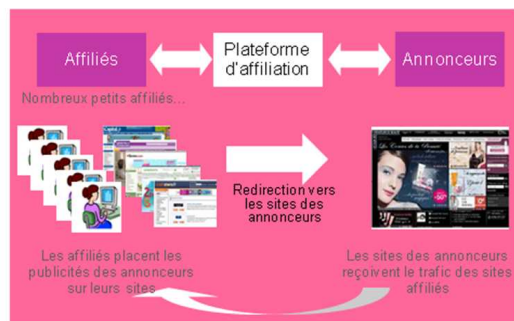 Affiliés
Plateforme
d'affiliation
Annonceurs
Nombreux petits affiliés...
Redirection vers
les sites des
annonceurs
Les affiliés placent les
publicités des annonceurs
sur leurs sites
Les sites des annonceurs
reçoivent le trafic des sites
affiliés